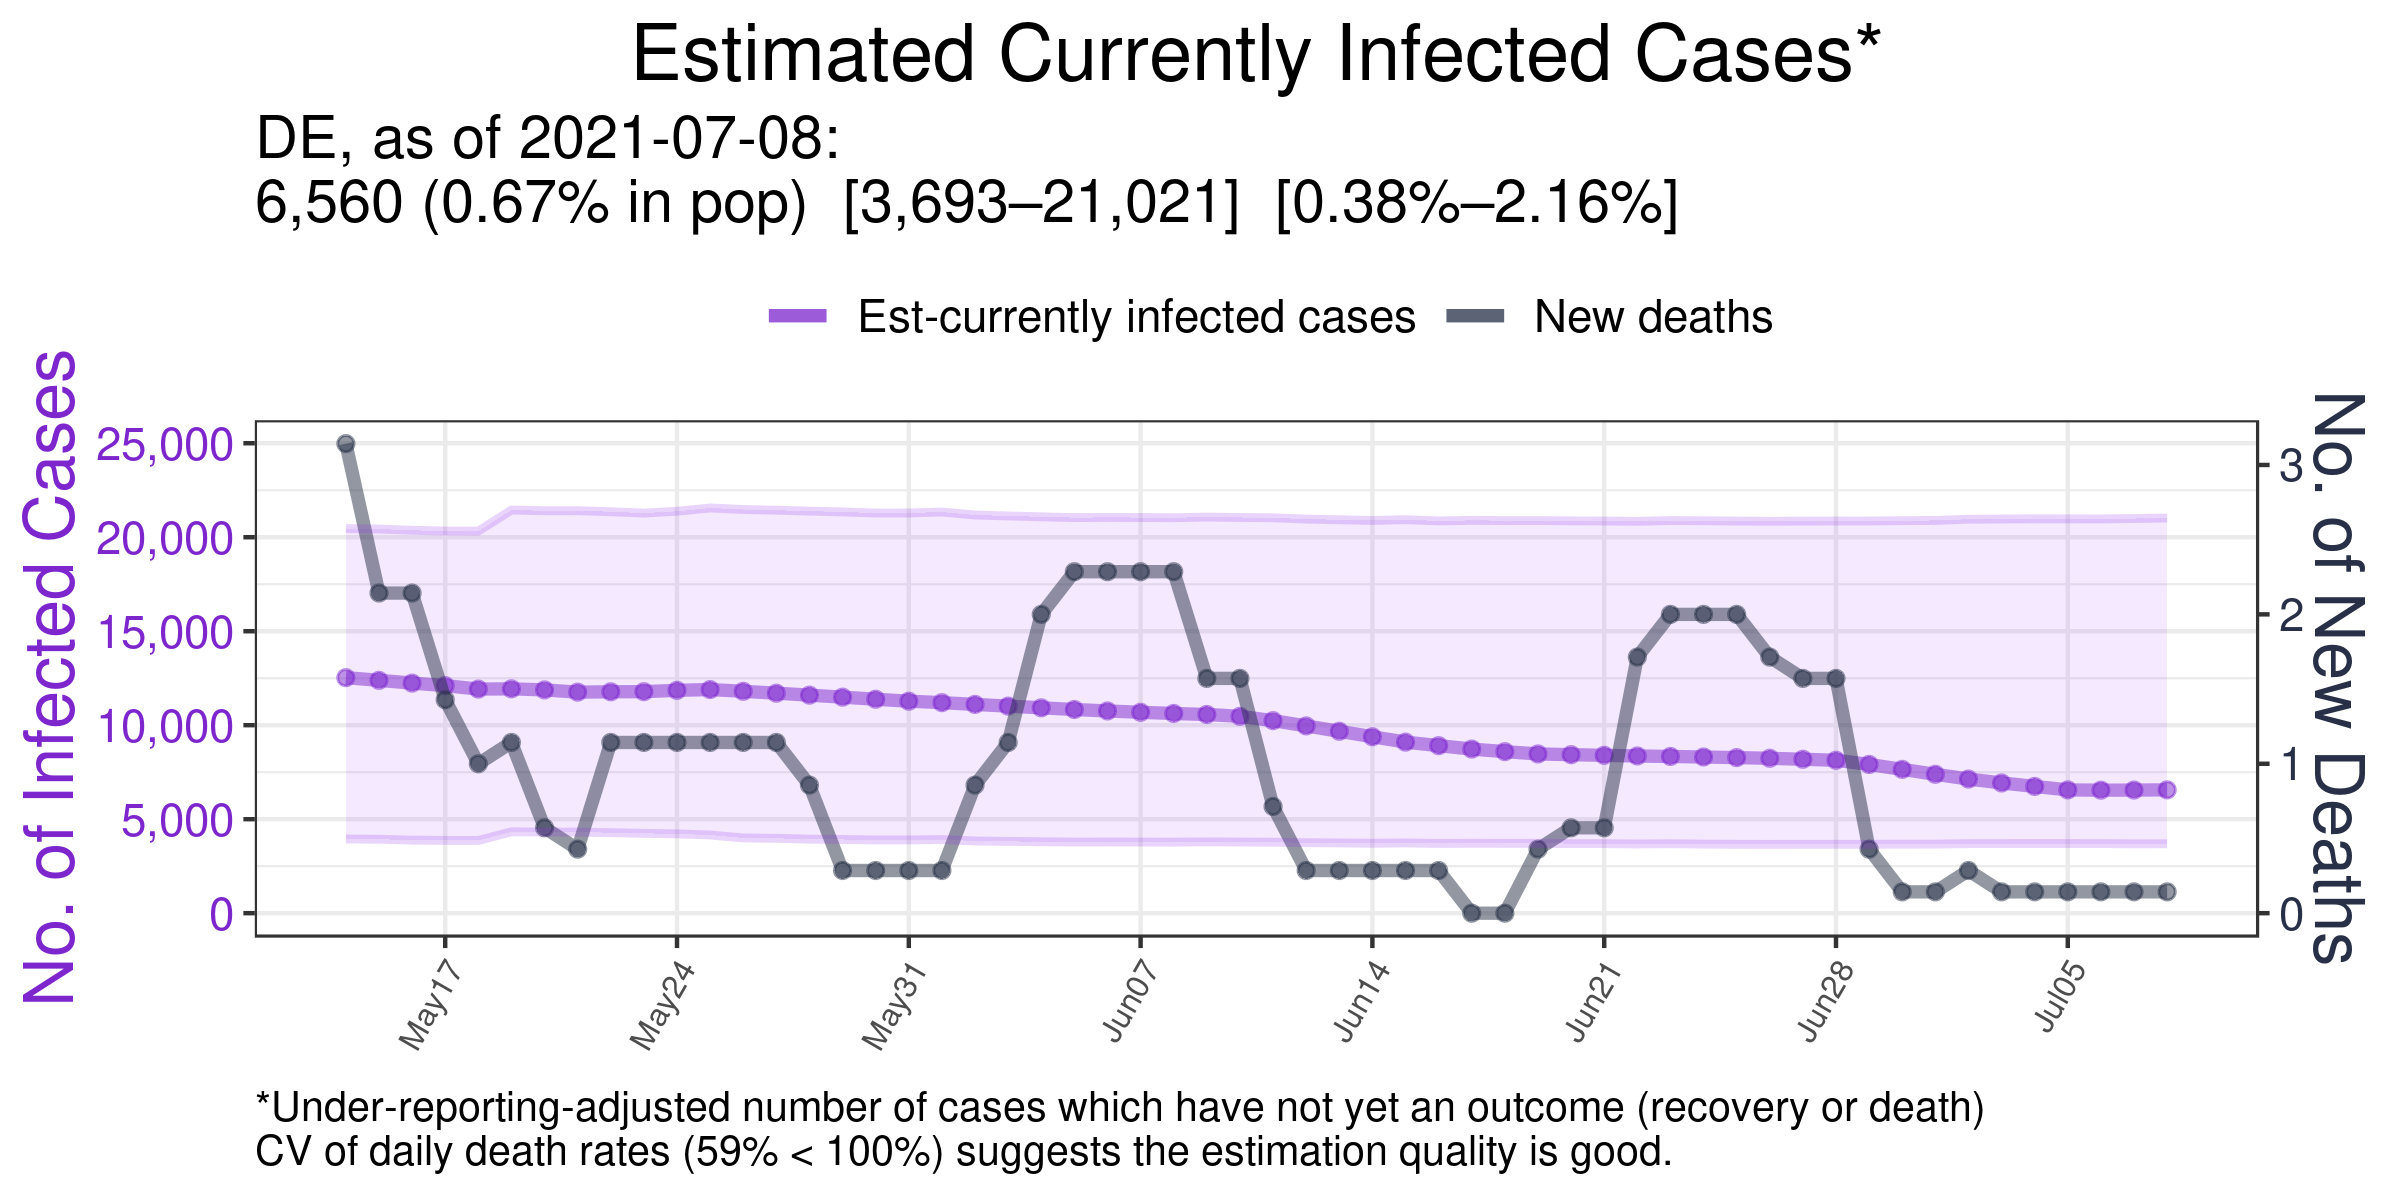 Estimated Currently Infected Cases*
DE, as of 2021-07-08:
6,560 (0.67% in pop)  [3,693–21,021]  [0.38%–2.16%]
Est-currently infected cases
New deaths
No. of Infected Cases
25,000
20,000
15,000
10,000
5,000
0
3
2
1
0
No. of New Deaths
May17
May24
May31
Jun07
Jun14
Jun21
Jun28
Jul05
*Under-reporting-adjusted number of cases which have not yet an outcome (recovery or death)
CV of daily death rates (59% < 100%) suggests the estimation quality is good.